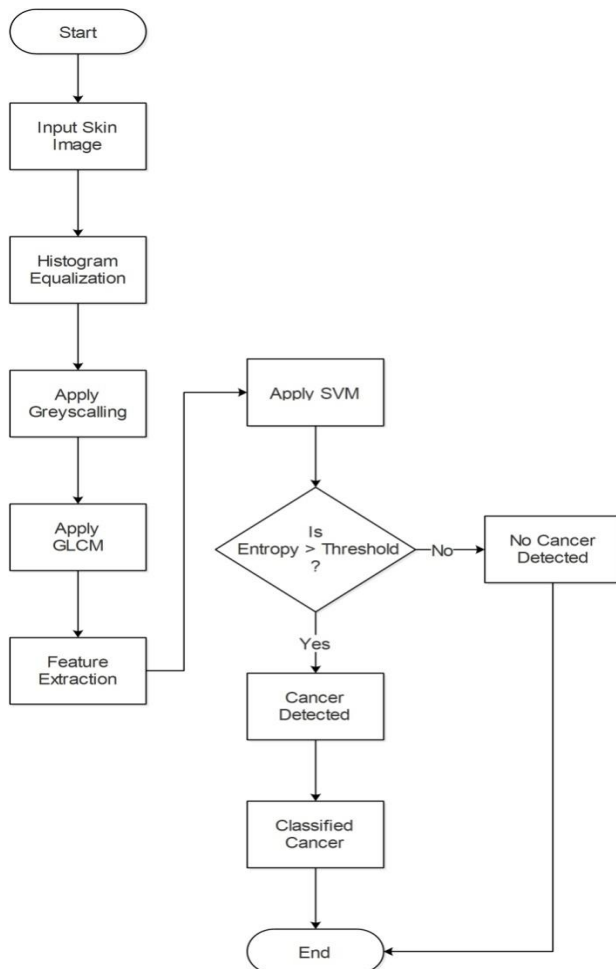 Start
Input Skin
Image
Histogram
Equalization
Apply
Greyscalling
Apply
GLCM
Feature
Extraction
Apply SVM
Is
Entropy > Threshold
?
No
No Cancer
Detected
Yes
Cancer
Detected
Classified
Cancer
End